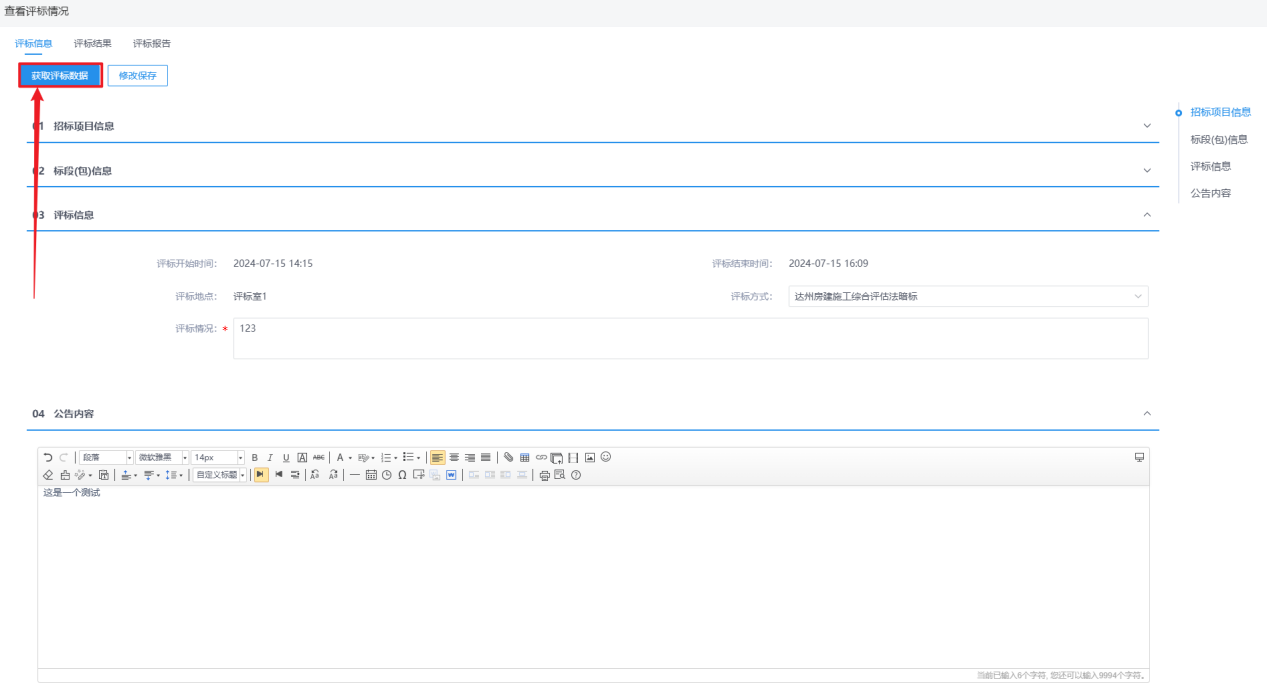 查看评标情况
评标信息 评标结果 评标报告
获取评标数据 修改保存
01 招标项目信息
招标项目信息
标段(包)信息
评标信息
公告内容
02 标段(包)信息
03 评标信息
评标开始时间: 2024-07-15 14:15 评标结束时间: 2024-07-15 16:09
评标地点: 评标室1 评标方式: 达州房建施工综合评估法暗标
评标情况: * 123
04 公告内容
段落 微软雅黑 14px B I U A ABC A
自定义标题
这是一个测试
当前已输入6个字符, 您还可以输入9994个字符。